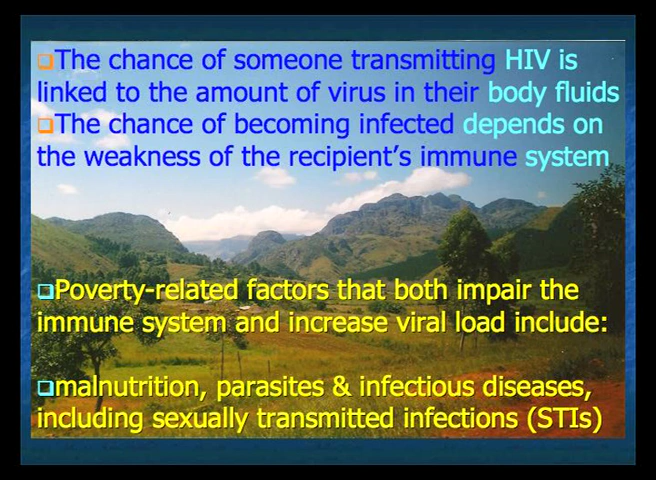 The chance of someone transmitting HIV is
linked to the amount of virus in their body fluids
The chance of becoming infected depends on
the weakness of the recipient's immune system
Poverty-related factors that both impair the
immune system and increase viral load include:
malnutrition, parasites & infectious diseases,
including sexually transmitted infections (STIs)